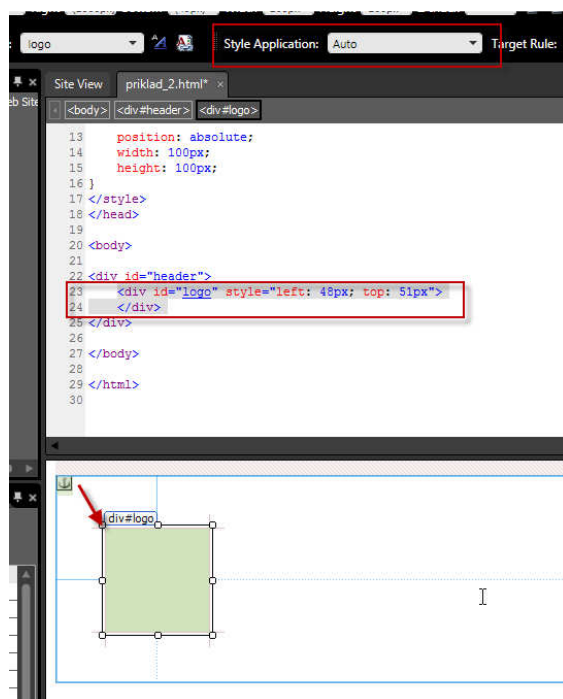 logo Style Application: Auto Target Rule:
Site View priklad_2.html* ×
eb Site
<body> <div#header> <div#logo>
13 position: absolute;
14 width: 100px;
15 height: 100px;
16 }
17 </style>
18 </head>
19
20 <body>
21
22 <div id="header">
23 <div id="logo" style="left: 48px; top: 51px">
24 </div>
25 </div>
26
27 </body>
28
29 </html>
30
div#logo